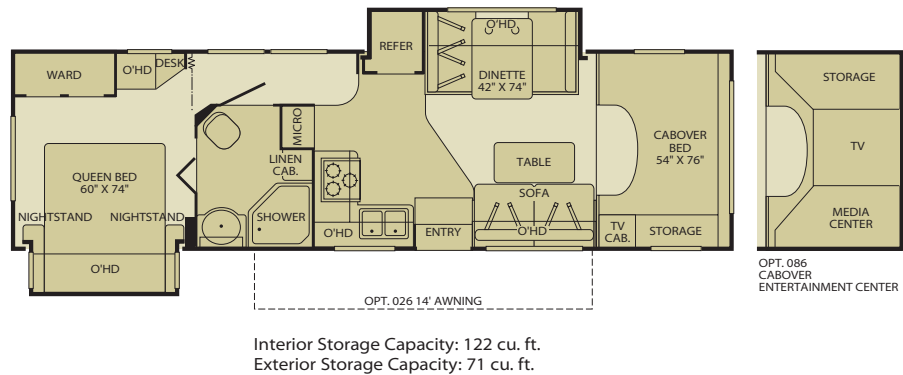 WARD
O'HD
DESK
REFER
O'HD
DINETTE
42" X 74"
STORAGE
MICRO
LINEN
CAB.
QUEEN BED
60" X 74"
TABLE
CABOVER
BED
54" X 76"
TV
NIGHTSTAND
NIGHTSTAND
SHOWER
SOFA
O'HD
ENTRY
O'HD
TV
CAB.
STORAGE
MEDIA
CENTER
O'HD
OPT. 026 14' AWNING
OPT. 086
CABOVER
ENTERTAINMENT CENTER
Interior Storage Capacity: 122 cu. ft.
Exterior Storage Capacity: 71 cu. ft.